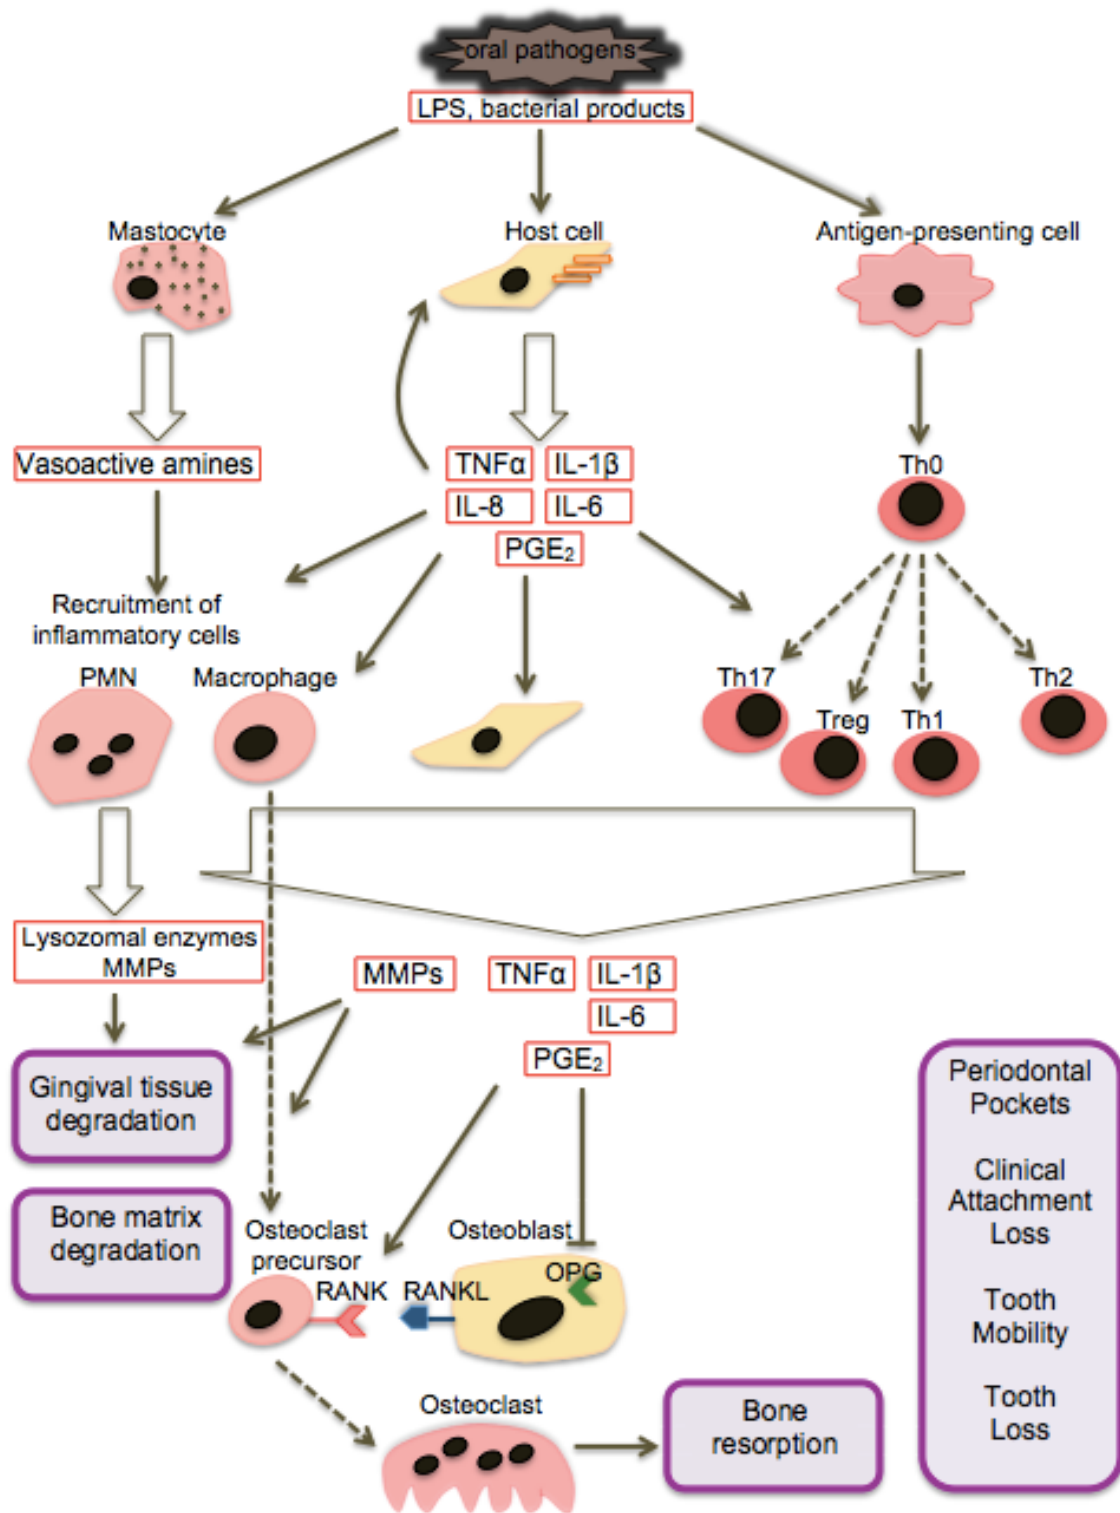 oral pathogens
LPS, bacterial products
Mastocyte
Host cell
Antigen-presenting cell
Vasoactive amines
TNFα
IL-1β
IL-8
IL-6
PGE₂
Th0
Recruitment of
inflammatory cells
PMN
Macrophage
Th17
Treg
Th1
Th2
Lysozomal enzymes
MMPs
MMPs
TNFα
IL-1β
IL-6
PGE₂
Gingival tissue
degradation
Bone matrix
degradation
Osteoclast
precursor
RANK
RANKL
Osteoblast
OPG
Osteoclast
Bone
resorption
Periodontal
Pockets
Clinical
Attachment
Loss
Tooth
Mobility
Tooth
Loss